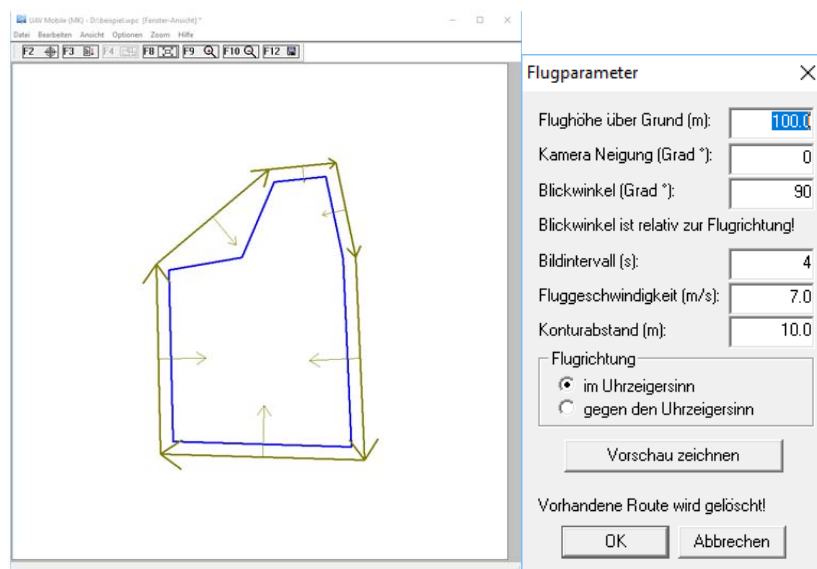 UAV Mobile (MK) - D:\beispiel.wpc [Fenster-Ansicht] *
Datei Bearbeiten Ansicht Optionen Zoom Hilfe
F2 F3 F4 F8 F9 F10 F12
Flugparameter
Flughöhe über Grund (m): 100.0
Kamera Neigung (Grad °): 0
Blickwinkel (Grad °): 90
Blickwinkel ist relativ zur Flugrichtung!
Bildintervall (s): 4
Fluggeschwindigkeit (m/s): 7.0
Konturabstand (m): 10.0
Flugrichtung
im Uhrzeigersinn
gegen den Uhrzeigersinn
Vorschau zeichnen
Vorhandene Route wird gelöscht!
OK Abbrechen